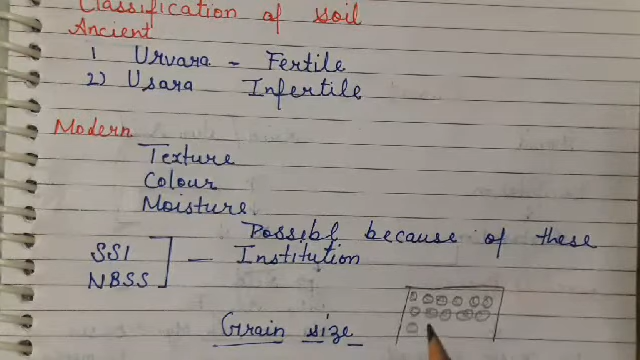 Classification of soil
Ancient
1 Urvara - Fertile
2) Usara Infertile
Modern
Texture
Colour
Moisture.
Possibl because of these
SSI — Institution
NBSS
Grain size